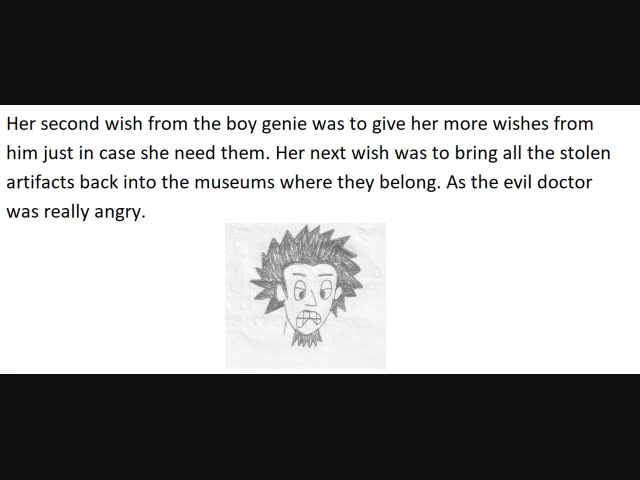 Her second wish from the boy genie was to give her more wishes from
him just in case she need them. Her next wish was to bring all the stolen
artifacts back into the museums where they belong. As the evil doctor
was really angry.